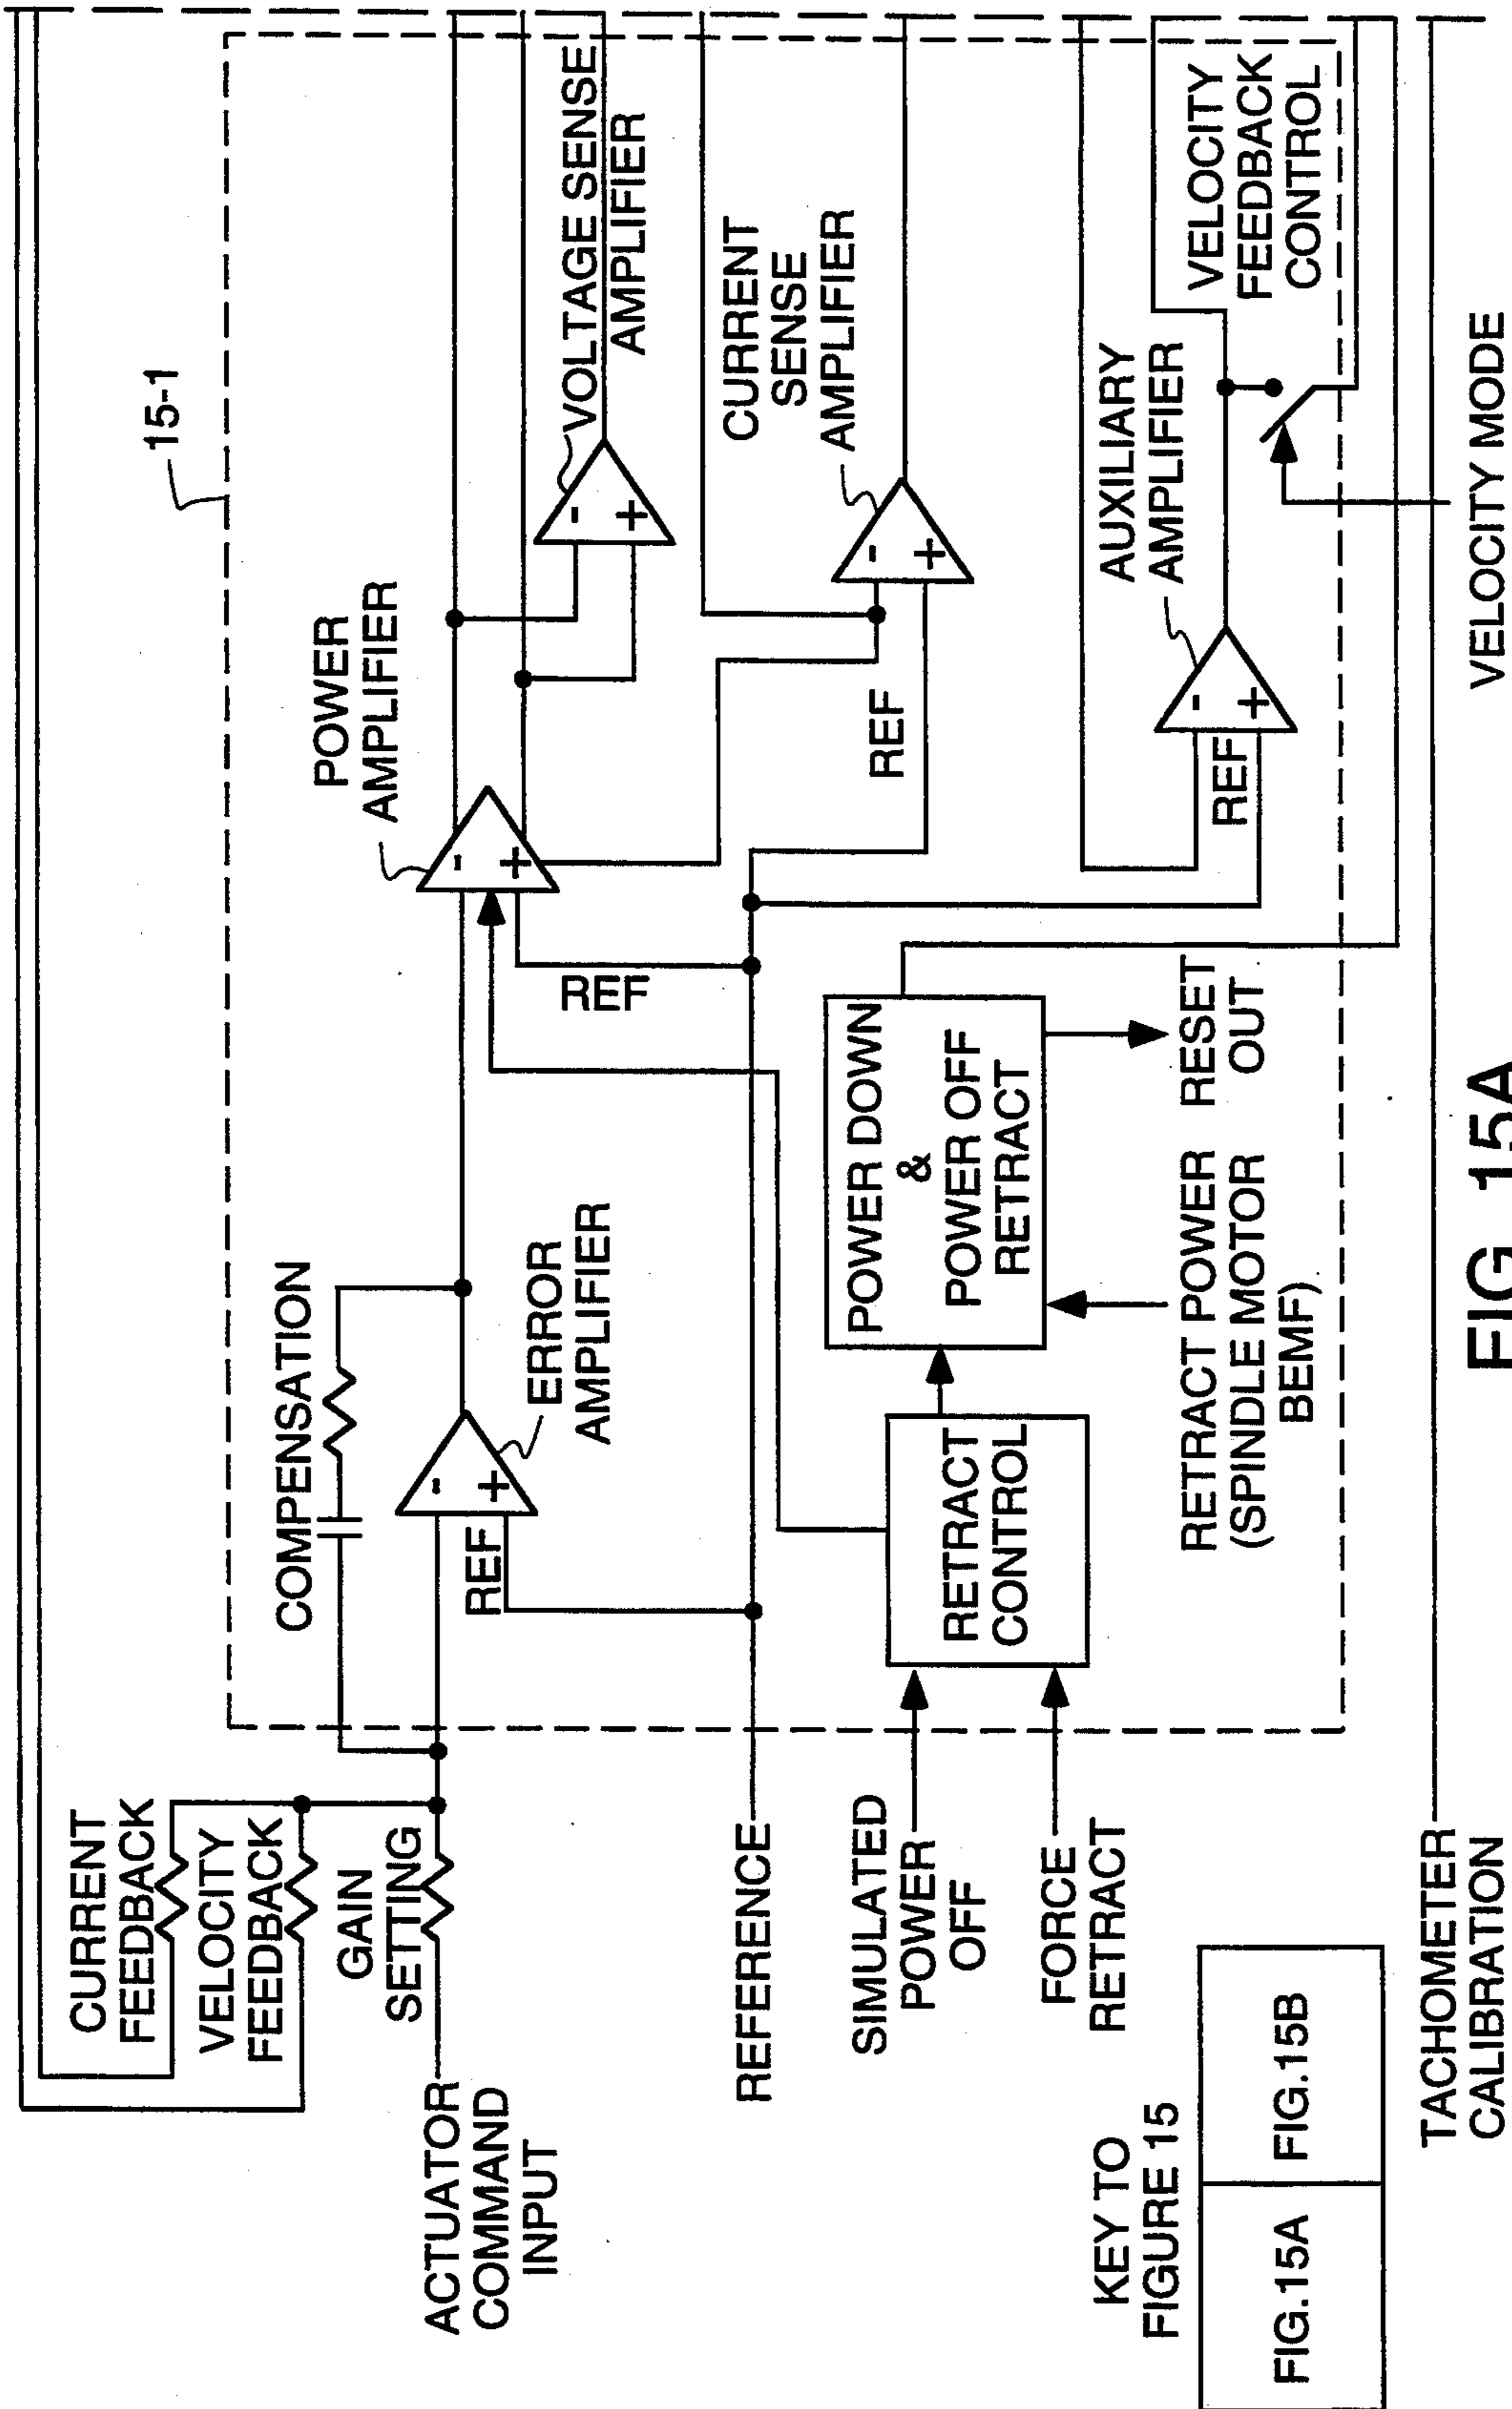 CURRENT
FEEDBACK
VELOCITY
FEEDBACK
GAIN
SETTING
ACTUATOR
COMMAND
INPUT
COMPENSATION
-
+
REF
ERROR
AMPLIFIER
POWER
AMPLIFIER
-
+
REF
15-1
VOLTAGE SENSE
AMPLIFIER
-
+
CURRENT
SENSE
AMPLIFIER
-
+
REF
REFERENCE
SIMULATED
POWER
OFF
FORCE
RETRACT
RETRACT
CONTROL
POWER DOWN
&
POWER OFF
RETRACT
RETRACT POWER
(SPINDLE MOTOR
BEMF)
RESET
OUT
AUXILIARY
AMPLIFIER
-
+
REF
VELOCITY
FEEDBACK
CONTROL
VELOCITY MODE
TACHOMETER
CALIBRATION
KEY TO
FIGURE 15
FIG.15A
FIG.15B
FIG. 15A